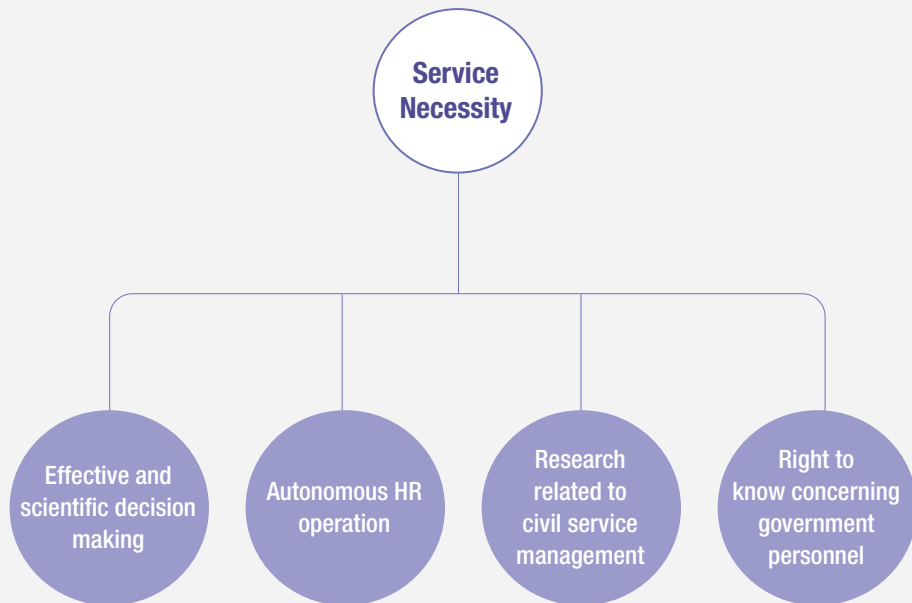 Service
Necessity
Effective and
scientific decision
making
Autonomous HR
operation
Research
related to
civil service
management
Right to
know concerning
government
personnel